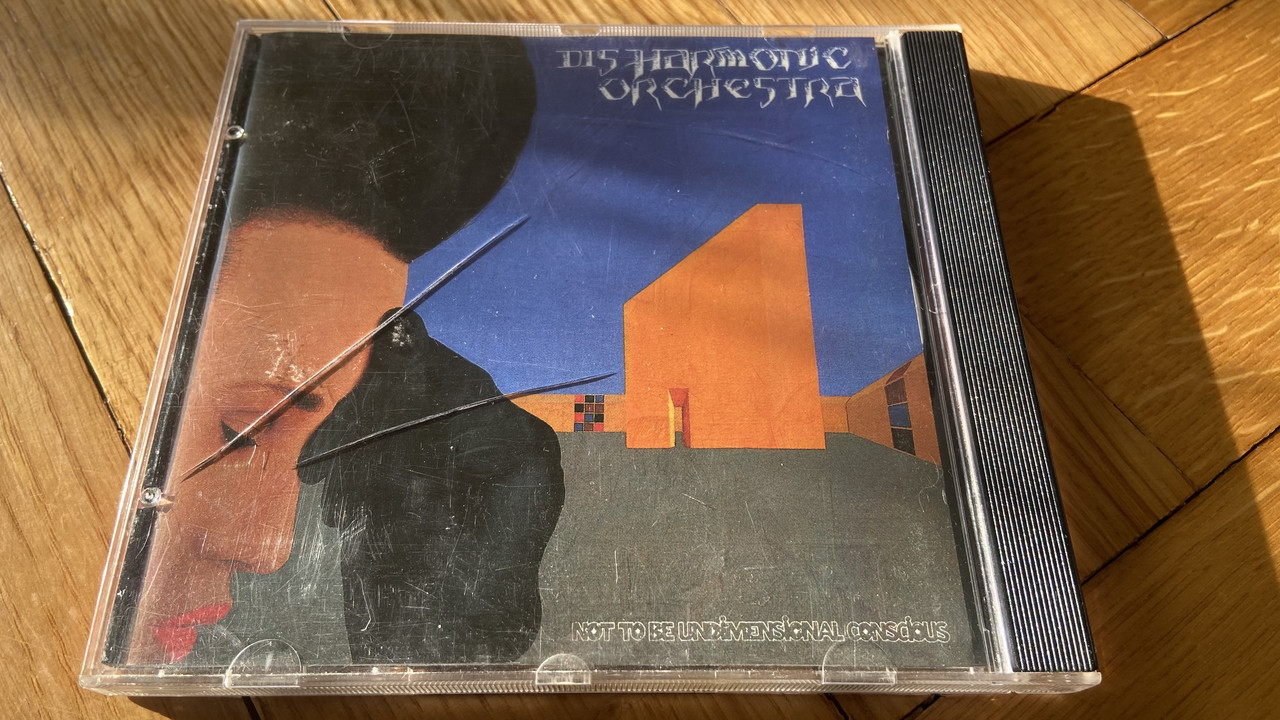 DISHARMONIC
ORCHESTRA
NOT TO BE UNDIMENSIONAL CONSCIOUS